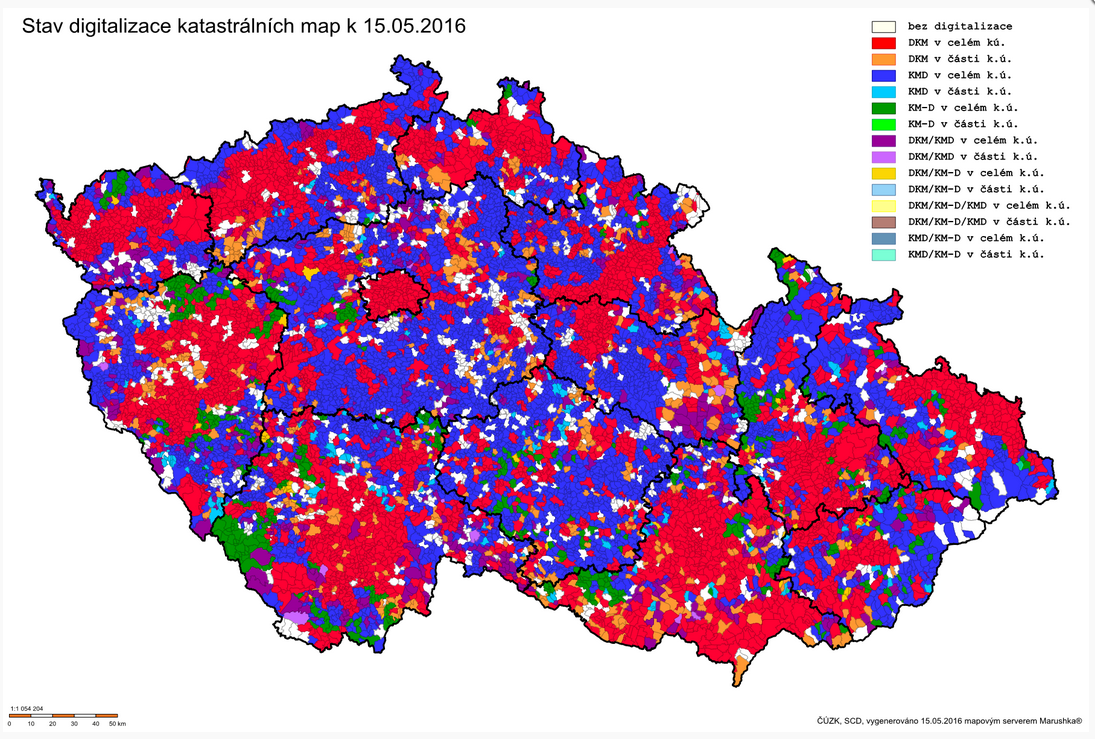 Stav digitalizace katastrálních map k 15.05.2016
bez digitalizace
DKM v celém kú.
DKM v části k.ú.
KMD v celém k.ú.
KMD v části k.ú.
KM-D v celém k.ú.
KM-D v části k.ú.
DKM/KMD v celém k.ú.
DKM/KMD v části k.ú.
DKM/KM-D v celém k.ú.
DKM/KM-D v části k.ú.
DKM/KM-D/KMD v celém k.ú.
DKM/KM-D/KMD v části k.ú.
KMD/KM-D v celém k.ú.
KMD/KM-D v části k.ú.
1:1 054 204
0 10 20 30 40 50 km
ČÚZK, SCD, vygenerováno 15.05.2016 mapovým serverem Marushka®